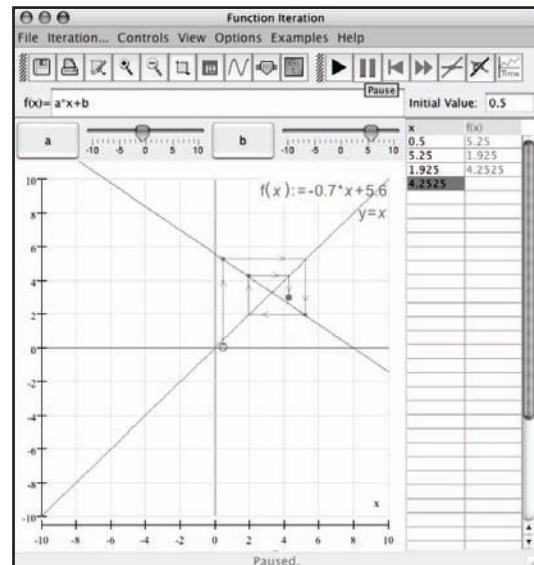 Function Iteration
File Iteration... Controls View Options Examples Help
Time
Pause
f(x)= a*x+b Initial Value: 0.5
a -10 -5 0 5 10 b -10 -5 0 5 10
x f(x)
0.5 5.25
5.25 1.925
1.925 4.2525
4.2525
f(x):=-0.7*x+5.6
y=x
10
8
6
4
2
0
-2
-4
-6
-8
-10
x
-10 -8 -6 -4 -2 0 2 4 6 8 10
Paused.